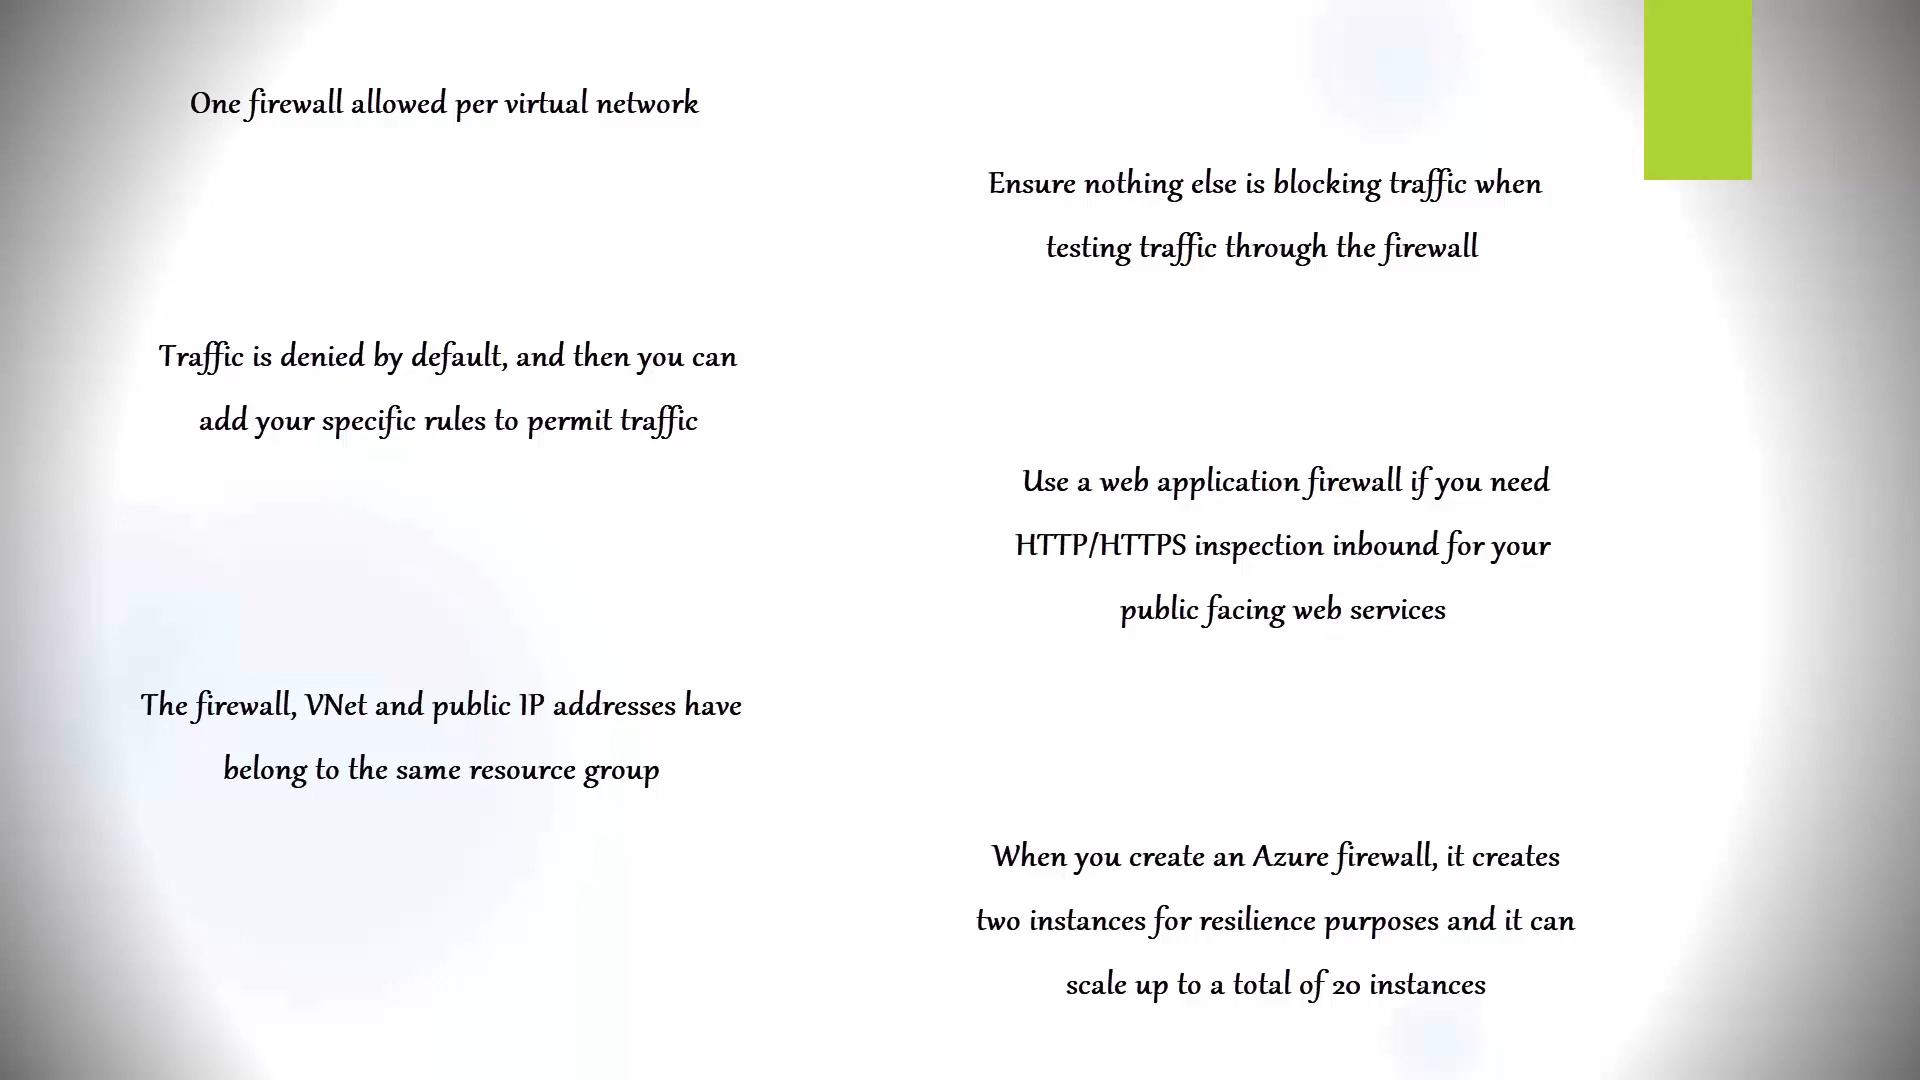 One firewall allowed per virtual network
Ensure nothing else is blocking traffic when
testing traffic through the firewall
Traffic is denied by default, and then you can
add your specific rules to permit traffic
Use a web application firewall if you need
HTTP/HTTPS inspection inbound for your
public facing web services
The firewall, VNet and public IP addresses have
belong to the same resource group
When you create an Azure firewall, it creates
two instances for resilience purposes and it can
scale up to a total of 20 instances